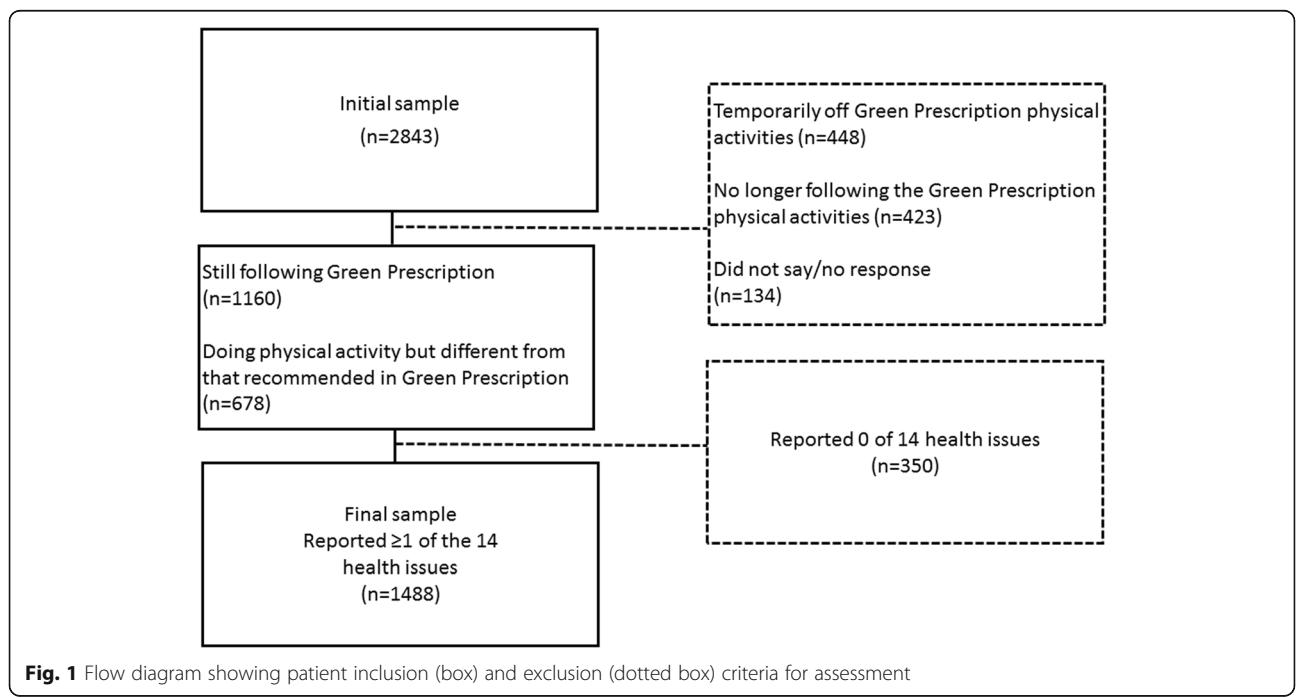 Initial sample
(n=2843)
Temporarily off Green Prescription physical
activities (n=448)
No longer following the Green Prescription
physical activities (n=423)
Did not say/no response
(n=134)
Still following Green Prescription
(n=1160)
Doing physical activity but different from
that recommended in Green Prescription
(n=678)
Reported 0 of 14 health issues
(n=350)
Final sample
Reported ≥1 of the 14
health issues
(n=1488)
Fig. 1 Flow diagram showing patient inclusion (box) and exclusion (dotted box) criteria for assessment